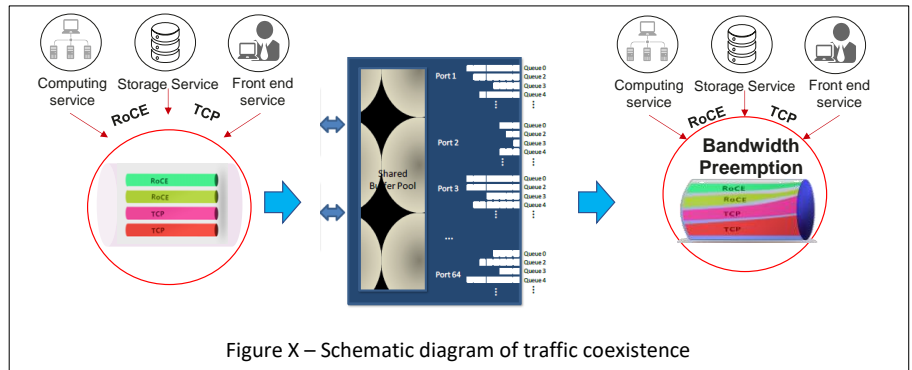 Computing
service
Storage Service
Front end
service
RoCE
TCP
RoCE
RoCE
TCP
TCP
Shared
Buffer Pool
Port 1
Queue 0
Queue 2
Queue 3
Queue 4
Port 2
Queue 0
Queue 2
Queue 3
Queue 4
Port 3
Queue 0
Queue 2
Queue 3
Queue 4
...
Port 64
Queue 0
Queue 2
Queue 3
Queue 4
Computing
service
Storage Service
Front end
service
RoCE
TCP
Bandwidth
Preemption
RoCE
RoCE
TCP
TCP
Figure X – Schematic diagram of traffic coexistence